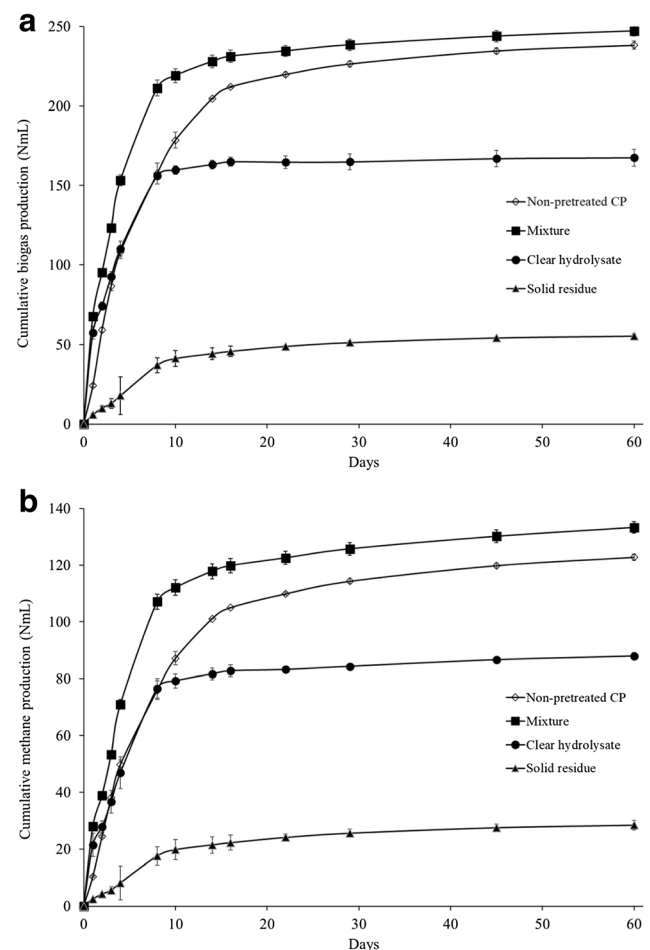 a
250
200
150
100
50
0
Cumulative biogas production (NmL)
Non-pretreated CP
Mixture
Clear hydrolysate
Solid residue
0 10 20 30 40 50 60
Days
b
140
120
100
80
60
40
20
0
Cumulative methane production (NmL)
Non-pretreated CP
Mixture
Clear hydrolysate
Solid residue
0 10 20 30 40 50 60
Days